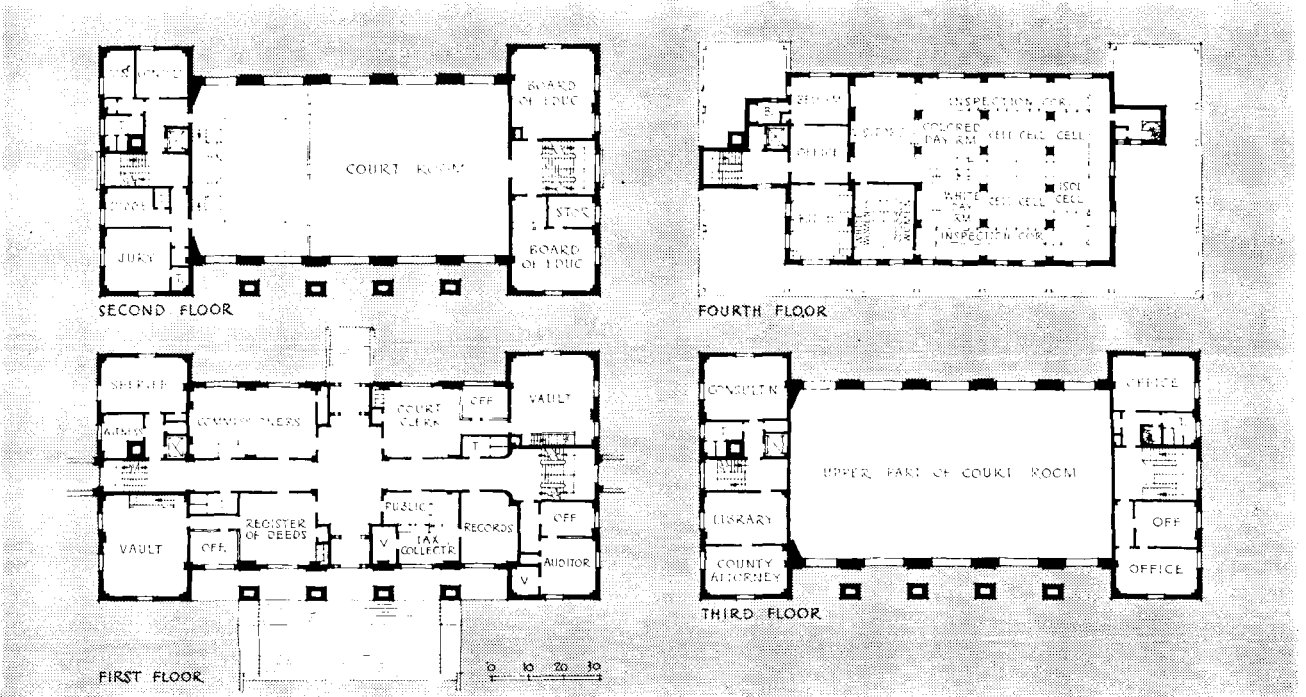 BOARD
OF EDUC
COURT ROOM
STOR
JURY
BOARD
OF EDUC
SECOND FLOOR
INSPECTION COR.
COLORED
DAY RM
CELL CELL CELL
OFFICE
WHITE
DAY
RM
CELL CELL
ISOL
CELL
INSPECTION COR.
FOURTH FLOOR
SHERIFF
WITNESS
COMMISSIONERS
COURT
CLERK
OFF
VAULT
T
VAULT
OFF.
REGISTER
OF DEEDS
PUBLIC
V
TAX
COLLECTR.
RECORDS
OFF
AUDITOR
V
FIRST FLOOR
0 10 20 30
CONSULT'N
OFFICE
UPPER PART OF COURT ROOM
LIBRARY
COUNTY
ATTORNEY
OFF
OFFICE
THIRD FLOOR